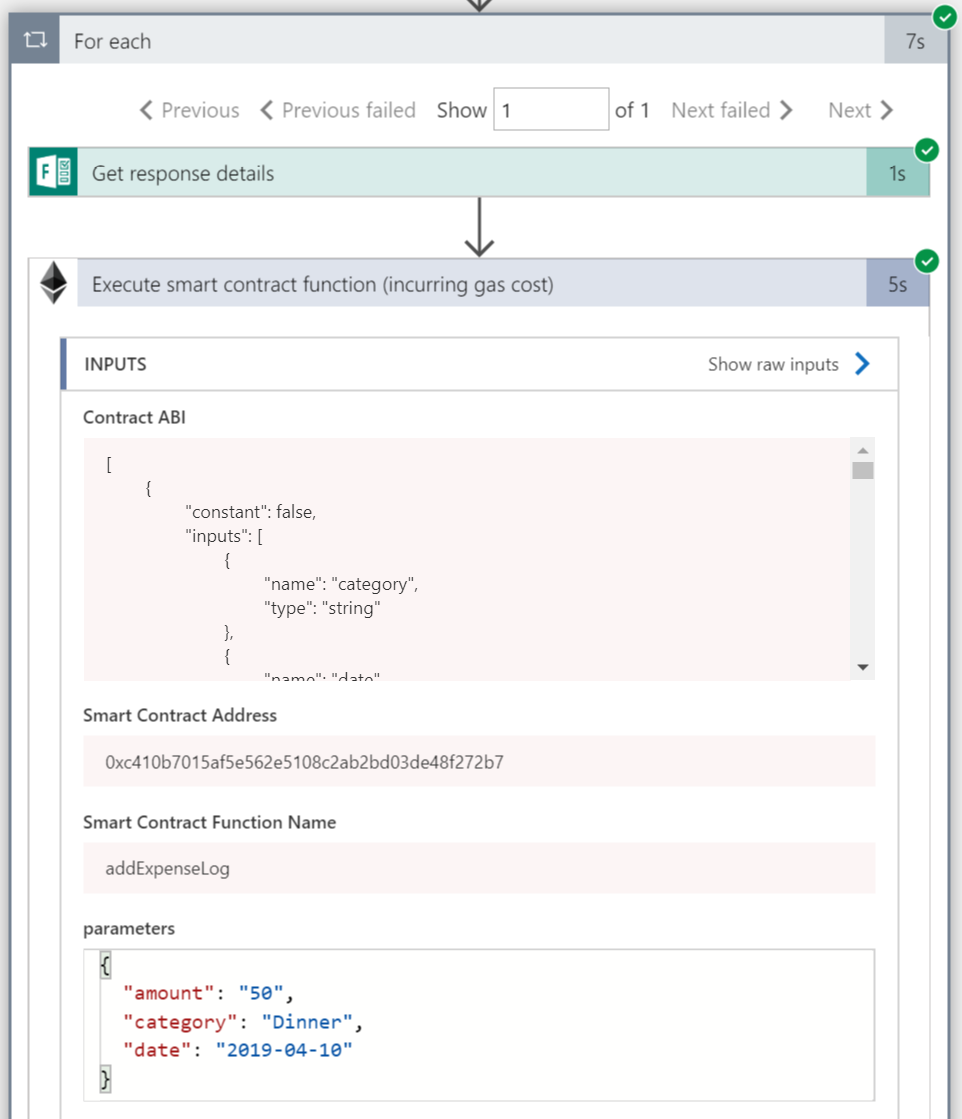 For each 7s
Previous Previous failed Show 1 of 1 Next failed Next
F Get response details 1s
Execute smart contract function (incurring gas cost) 5s
INPUTS Show raw inputs
Contract ABI
[
{
"constant": false,
"inputs": [
{
"name": "category",
"type": "string"
},
{
"name": "date"
Smart Contract Address
0xc410b7015af5e562e5108c2ab2bd03de48f272b7
Smart Contract Function Name
addExpenseLog
parameters
{
"amount": "50",
"category": "Dinner",
"date": "2019-04-10"
}